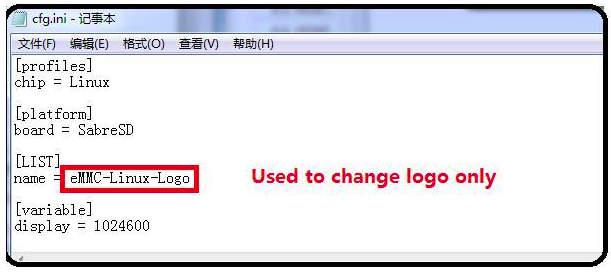 cfg.ini - 记事本
文件(F) 编辑(E) 格式(O) 查看(V) 帮助(H)
[profiles]
chip = Linux
[platform]
board = SabreSD
[LIST]
name = eMMC-Linux-Logo
Used to change logo only
[variable]
display = 1024600